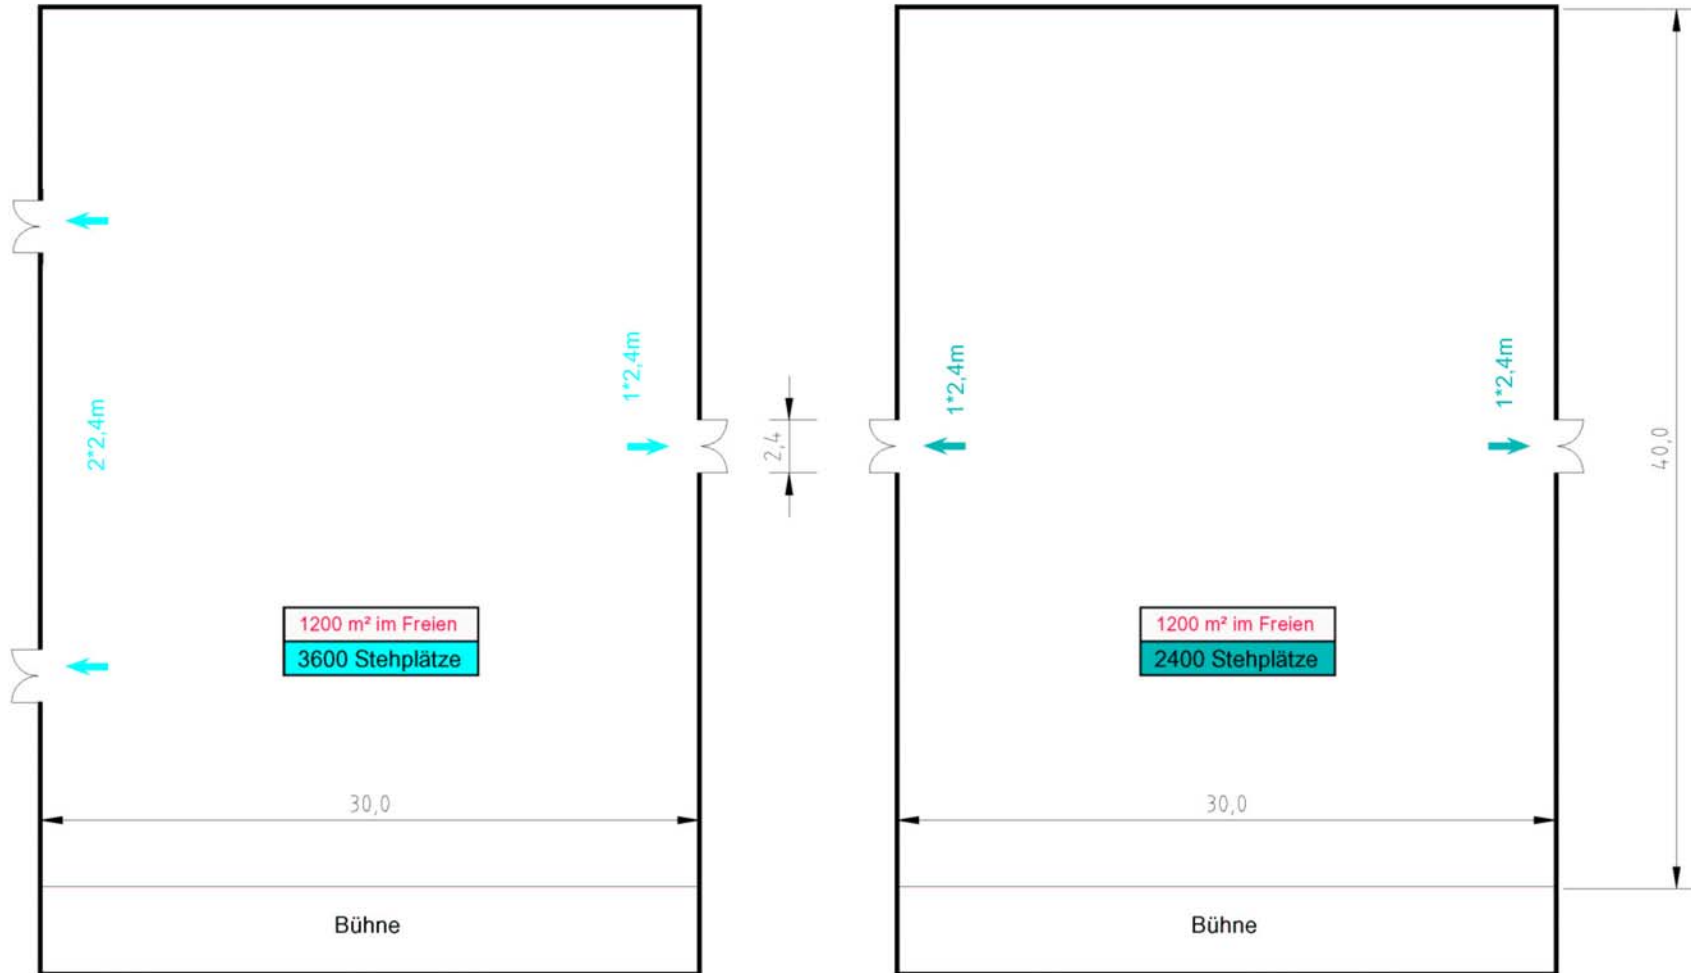 2*2,4m
1*2,4m
1200 m² im Freien
3600 Stehplätze
30,0
Bühne
2,4
1*2,4m
1*2,4m
1200 m² im Freien
2400 Stehplätze
30,0
Bühne
40,0